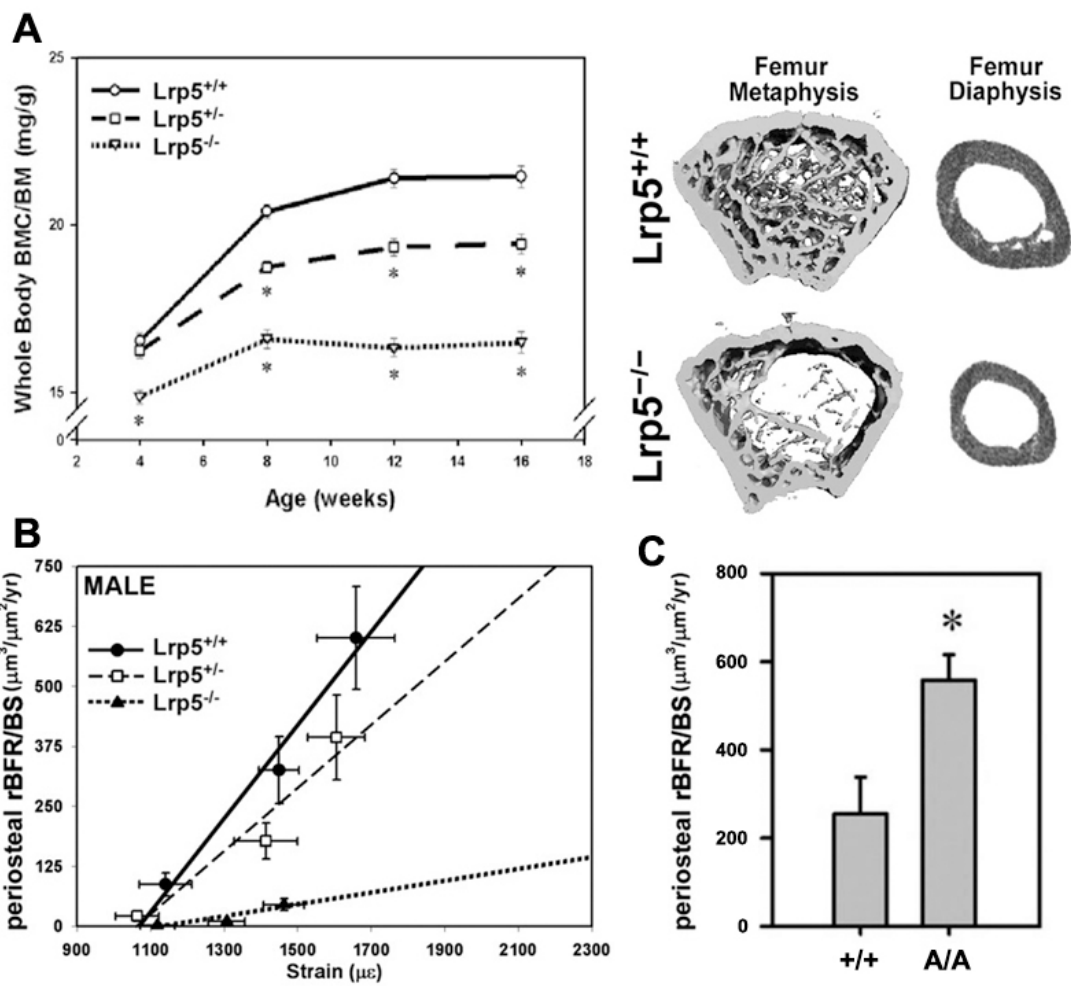 A
Whole Body BMC/BM (mg/g)
25
20
15
0
Lrp5+/+
Lrp5+/-
Lrp5-/-
*
*
*
*
*
*
*
2 4 6 8 10 12 14 16 18
Age (weeks)
Femur Metaphysis
Femur Diaphysis
Lrp5+/+
Lrp5−/−
B
periosteal rBFR/BS (μm³/μm²/yr)
750
625
500
375
250
125
0
MALE
Lrp5+/+
Lrp5+/-
Lrp5-/-
900 1100 1300 1500 1700 1900 2100 2300
Strain (με)
C
periosteal rBFR/BS (μm³/μm²/yr)
800
600
400
200
0
*
+/+ A/A